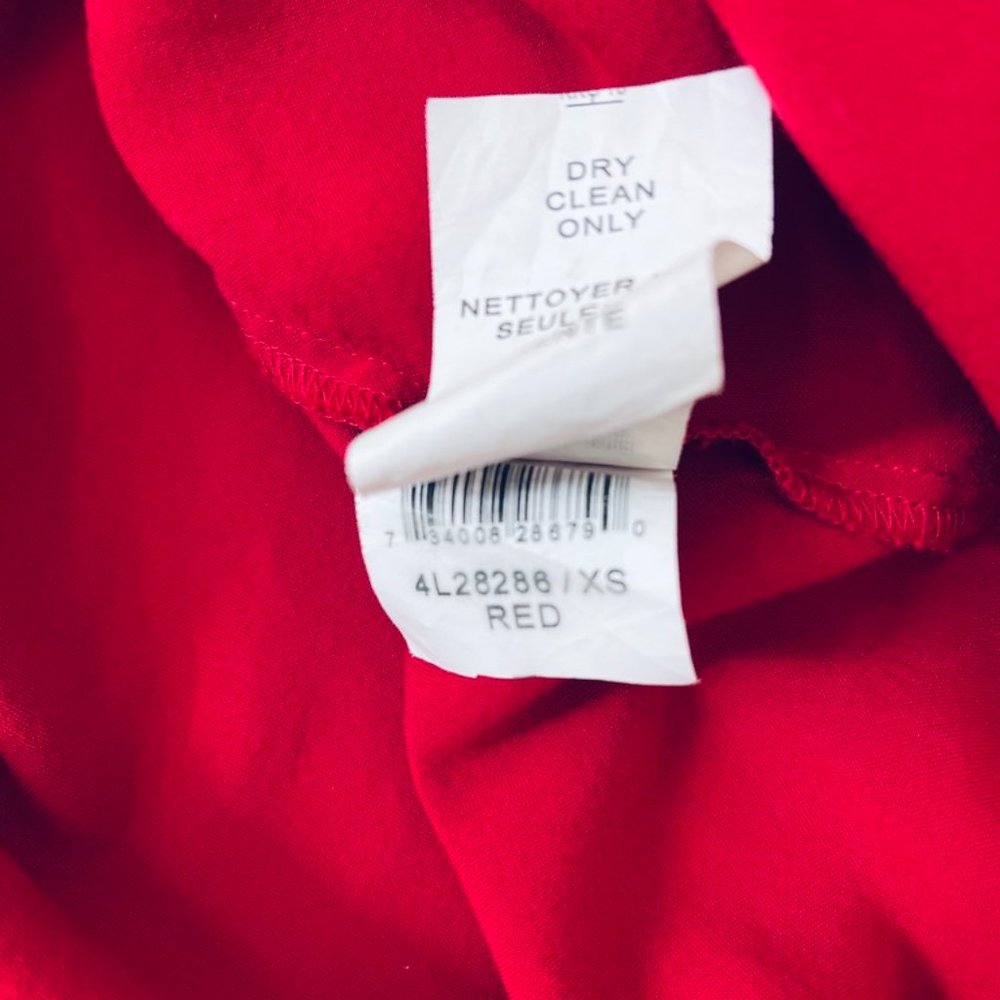 DRY
CLEAN
ONLY
NETTOYER
7 34008 28679 0
4L28286 / XS
RED